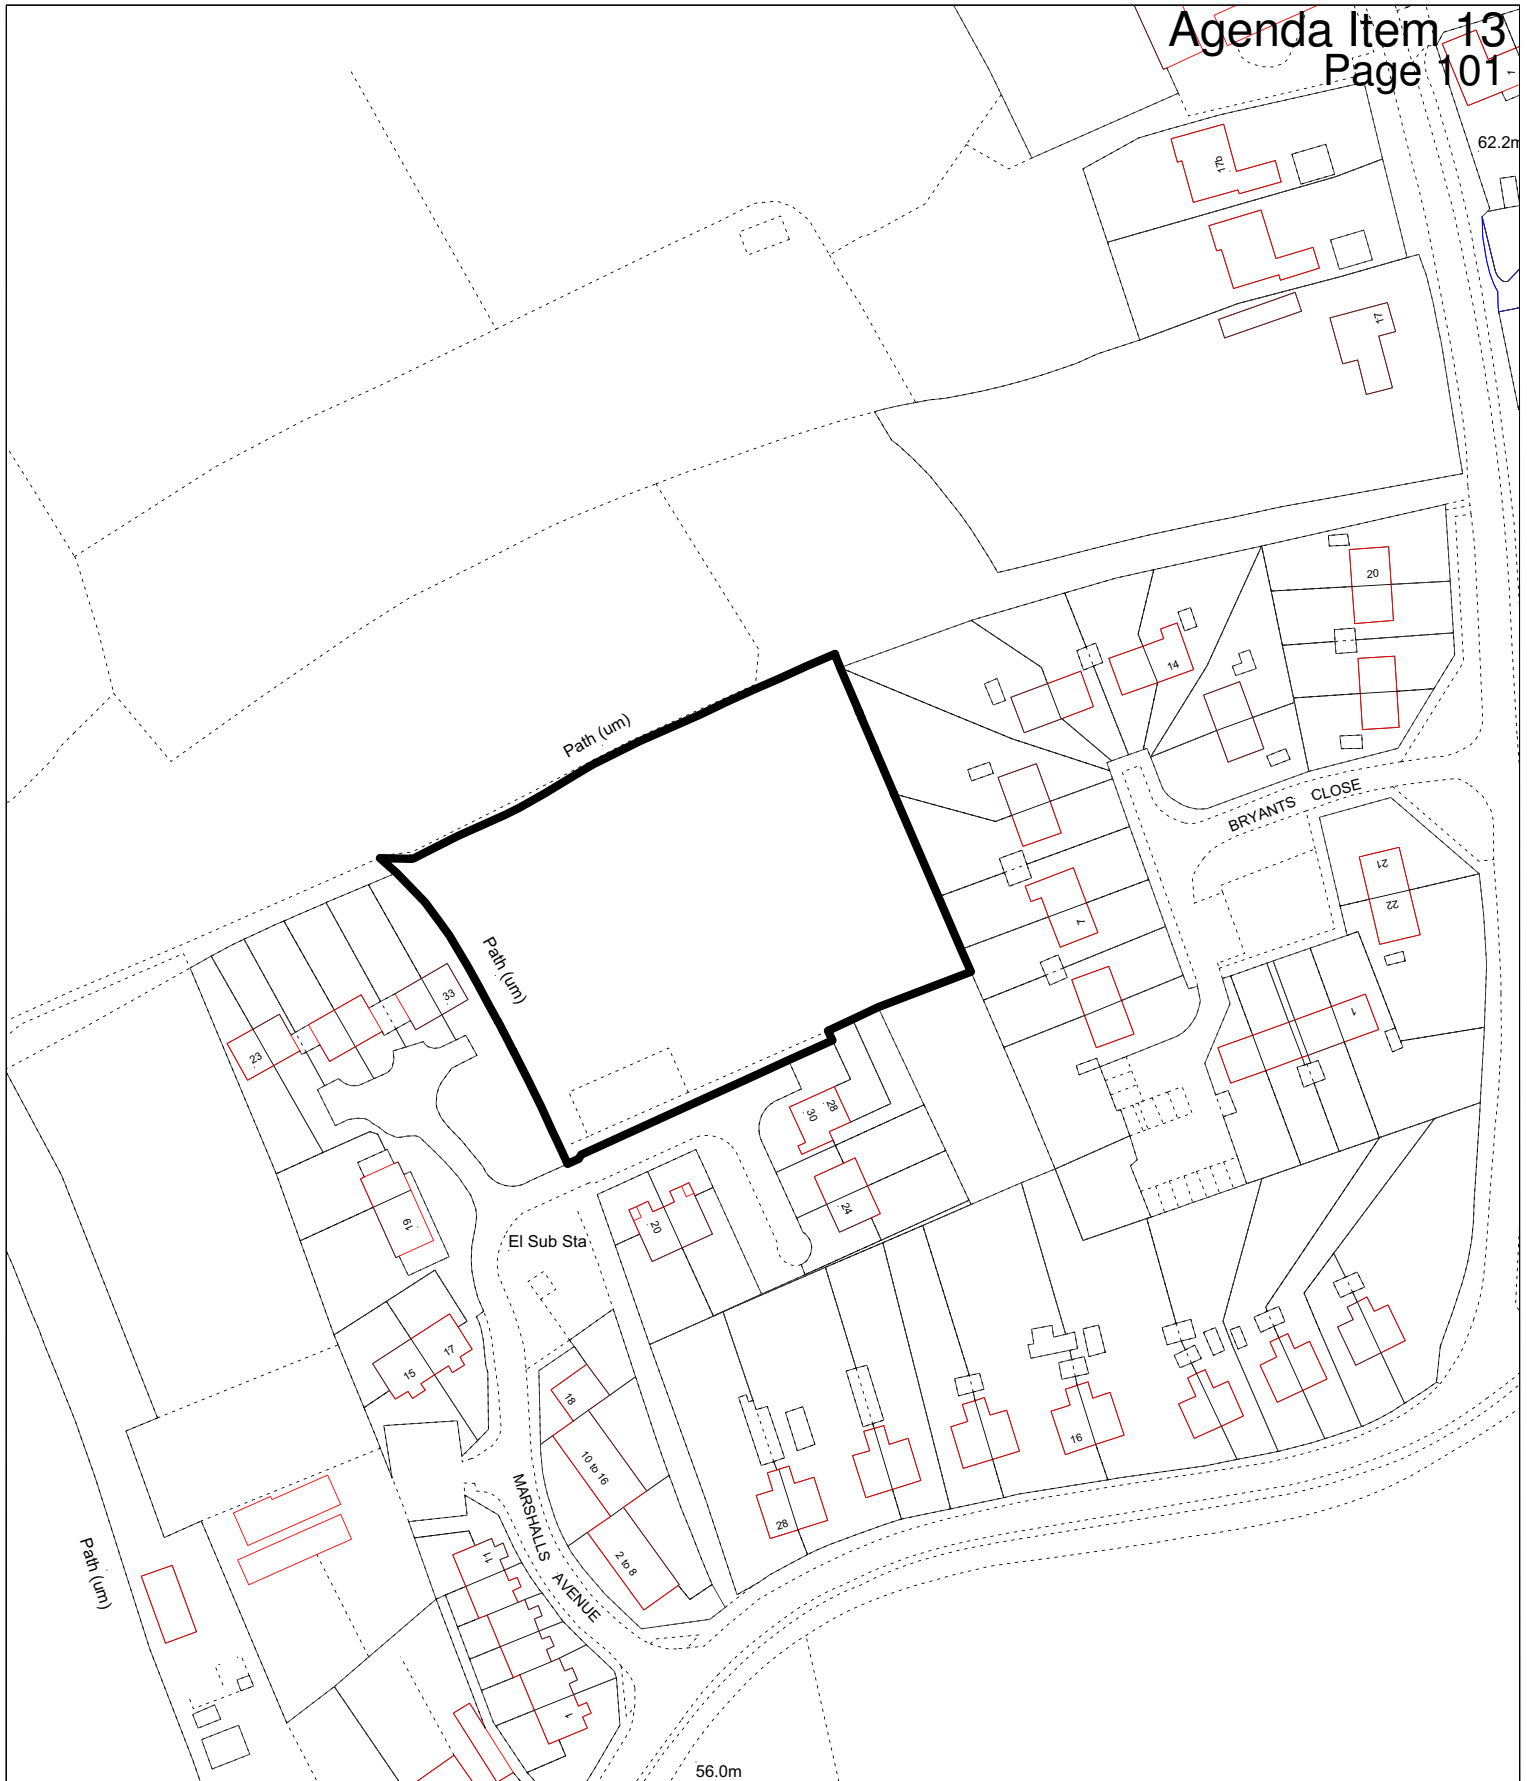 Agenda Item 13
Page 101
1
62.2m
17b
17
20
14
Path (um)
BRYANTS CLOSE
21
22
7
Path (um)
33
23
1
30
28
24
19
20
El Sub Sta
17
15
18
10 to 16
16
28
MARSHALLS AVENUE
2 to 8
11
Path (um)
1
56.0m